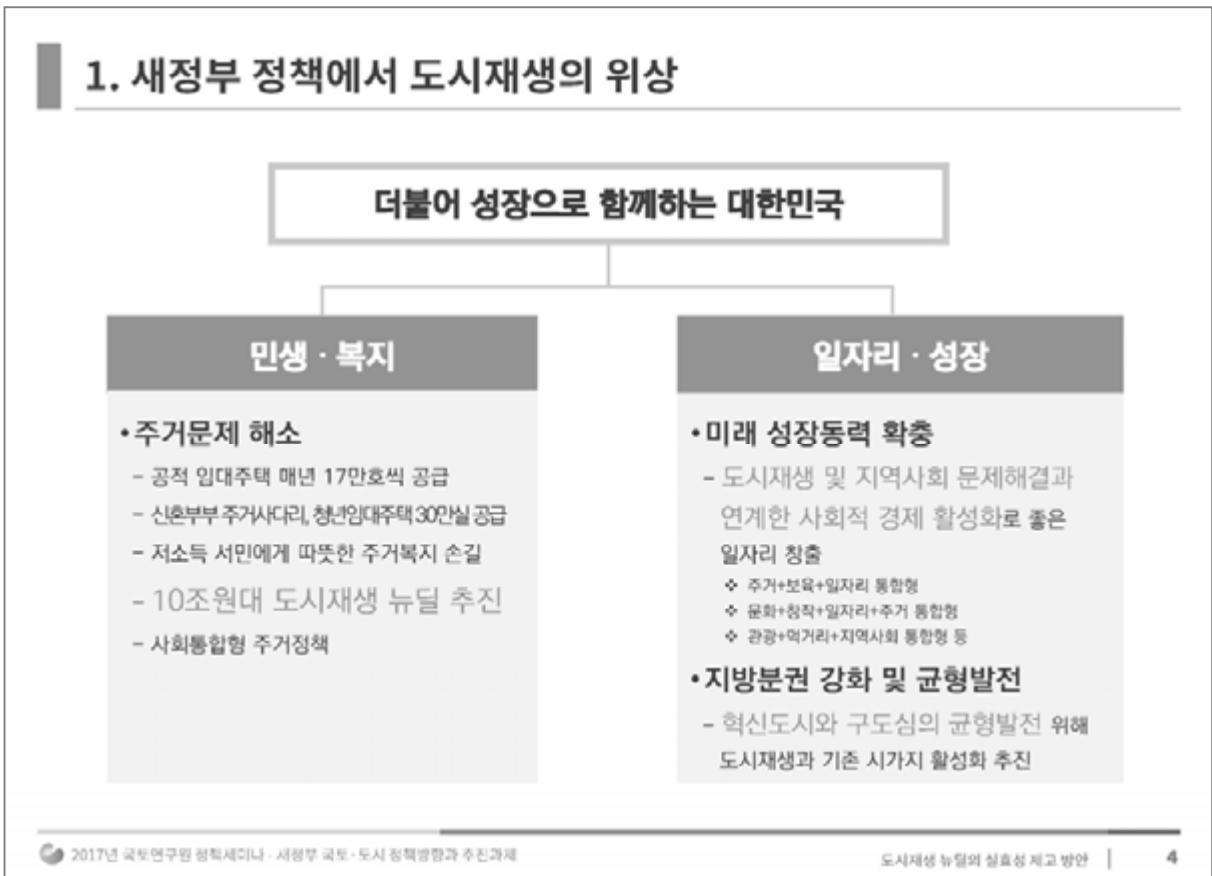 1. 새정부 정책에서 도시재생의 위상
더불어 성장으로 함께하는 대한민국
민생 · 복지
•주거문제 해소
– 공적 임대주택 매년 17만호씩 공급
– 신혼부부 주거사다리, 청년임대주택 30만실 공급
– 저소득 서민에게 따뜻한 주거복지 손길
– 10조원대 도시재생 뉴딜 추진
– 사회통합형 주거정책
일자리 · 성장
•미래 성장동력 확충
– 도시재생 및 지역사회 문제해결과
연계한 사회적 경제 활성화로 좋은
일자리 창출
❖ 주거+보육+일자리 통합형
❖ 문화+창작+일자리+주거 통합형
❖ 관광+먹거리+지역사회 통합형 등
•지방분권 강화 및 균형발전
– 혁신도시와 구도심의 균형발전 위해
도시재생과 기존 시가지 활성화 추진
2017년 국토연구원 정책세미나 · 새정부 국토·도시 정책방향과 추진과제
도시재생 뉴딜의 실효성 제고 방안 | 4